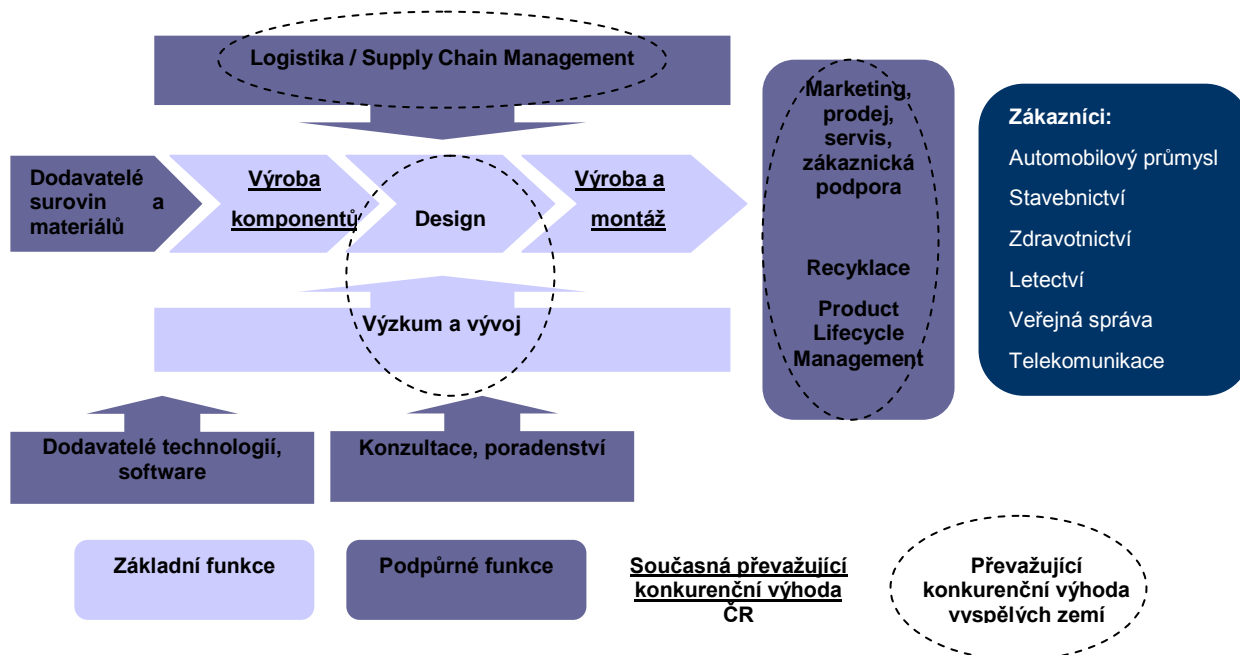 Logistika / Supply Chain Management
Dodavatelé
surovin a
materiálů
Výroba
komponentů
Design
Výroba a
montáž
Výzkum a vývoj
Dodavatelé technologií,
software
Konzultace, poradenství
Marketing,
prodej,
servis,
zákaznická
podpora
Recyklace
Product
Lifecycle
Management
Zákazníci:
Automobilový průmysl
Stavebnictví
Zdravotnictví
Letectví
Veřejná správa
Telekomunikace
Základní funkce
Podpůrné funkce
Současná převažující
konkurenční výhoda
ČR
Převažující
konkurenční výhoda
vyspělých zemí